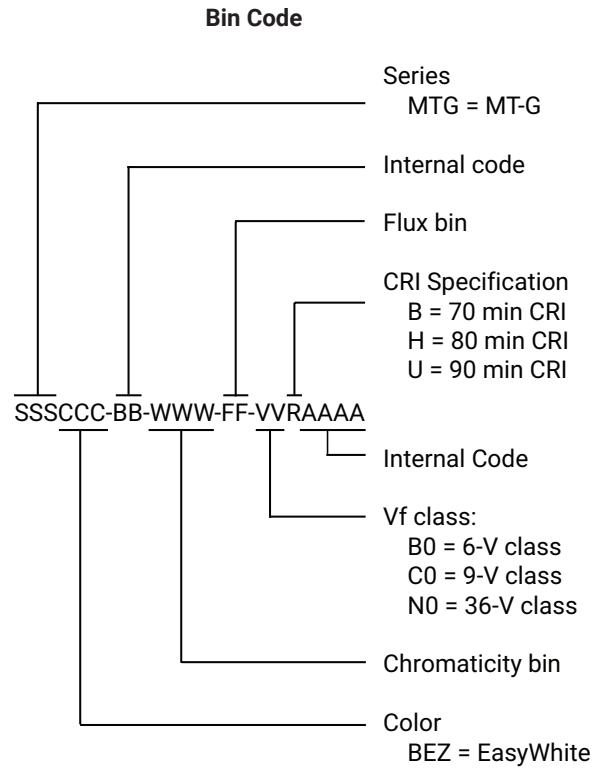 Bin Code
Series
MTG = MT-G
Internal code
Flux bin
CRI Specification
B = 70 min CRI
H = 80 min CRI
U = 90 min CRI
SSSCCC-BB-WWW-FF-VVRAAAA
Internal Code
Vf class:
B0 = 6-V class
C0 = 9-V class
N0 = 36-V class
Chromaticity bin
Color
BEZ = EasyWhite